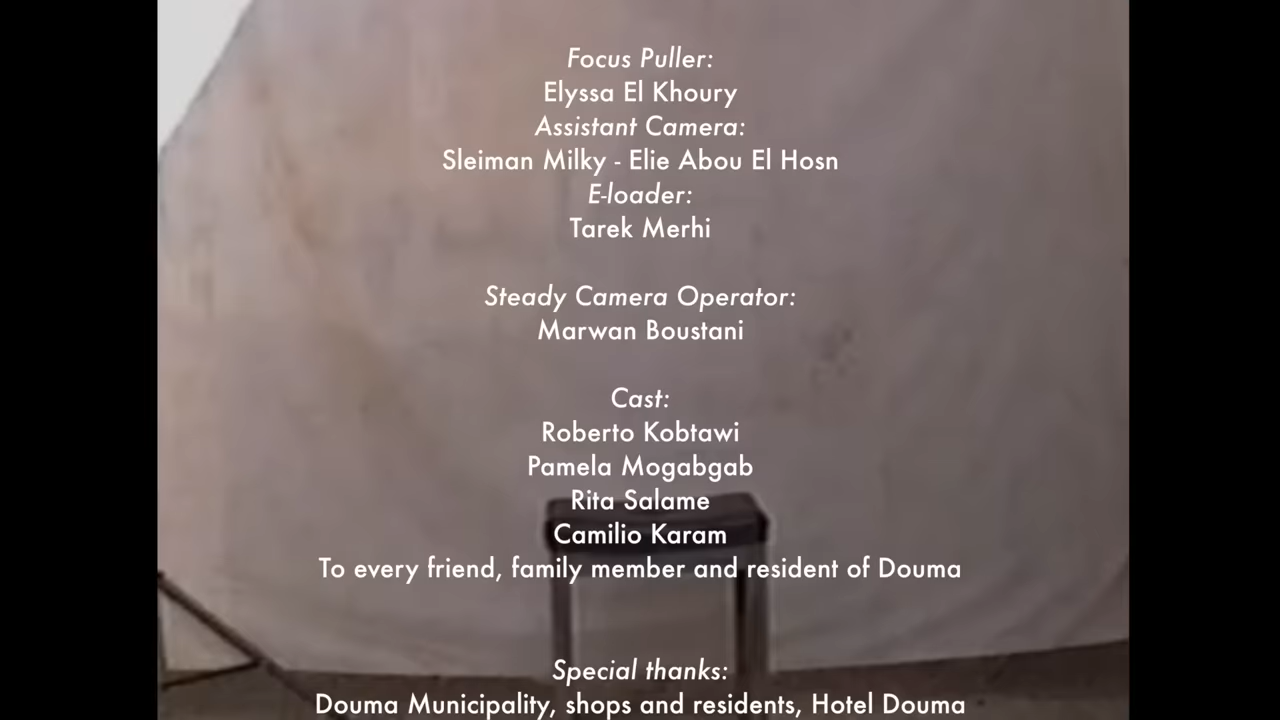 Focus Puller:
Elyssa El Khoury
Assistant Camera:
Sleiman Milky - Elie Abou El Hosn
E-loader:
Tarek Merhi
Steady Camera Operator:
Marwan Boustani
Cast:
Roberto Kobtawi
Pamela Mogabgab
Rita Salame
Camilio Karam
To every friend, family member and resident of Douma
Special thanks:
Douma Municipality, shops and residents, Hotel Douma